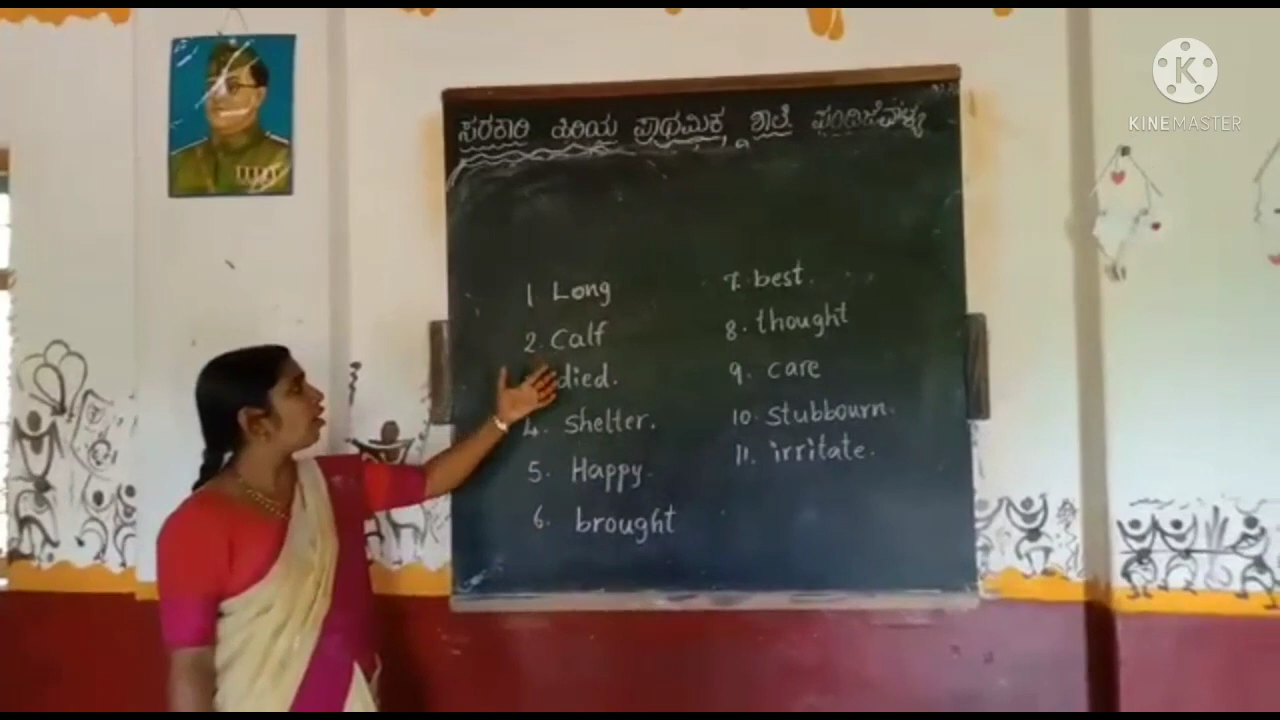 ಸರಕಾರಿ ಹಿರಿಯ ಪ್ರಾಥಮಿಕ ಶಾಲೆ
1 Long
2. Calf
died.
4. Shelter.
5. Happy.
6. brought
7. best.
8. thought
9. care
10. Stubbourn.
11. irritate.
K
KINEMASTER